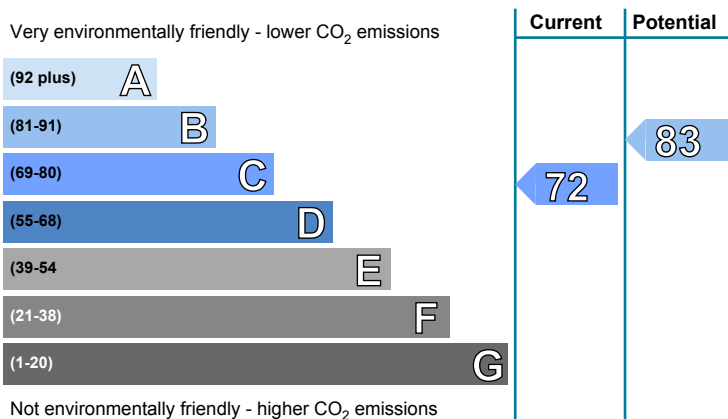 Current Potential
Very environmentally friendly - lower CO2 emissions
(92 plus) A
(81-91) B
83
(69-80) C
72
(55-68) D
(39-54 E
(21-38) F
(1-20) G
Not environmentally friendly - higher CO2 emissions